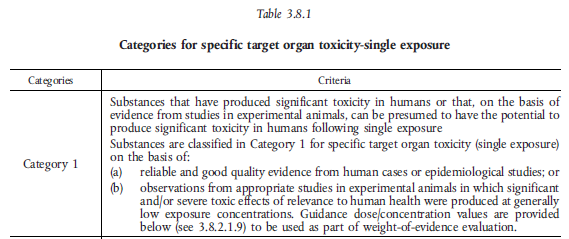 Table 3.8.1
Categories for specific target organ toxicity-single exposure
Categories
Criteria
Category 1
Substances that have produced significant toxicity in humans or that, on the basis of
evidence from studies in experimental animals, can be presumed to have the potential to
produce significant toxicity in humans following single exposure
Substances are classified in Category 1 for specific target organ toxicity (single exposure)
on the basis of:
(a) reliable and good quality evidence from human cases or epidemiological studies; or
(b) observations from appropriate studies in experimental animals in which significant
and/or severe toxic effects of relevance to human health were produced at generally
low exposure concentrations. Guidance dose/concentration values are provided
below (see 3.8.2.1.9) to be used as part of weight-of-evidence evaluation.